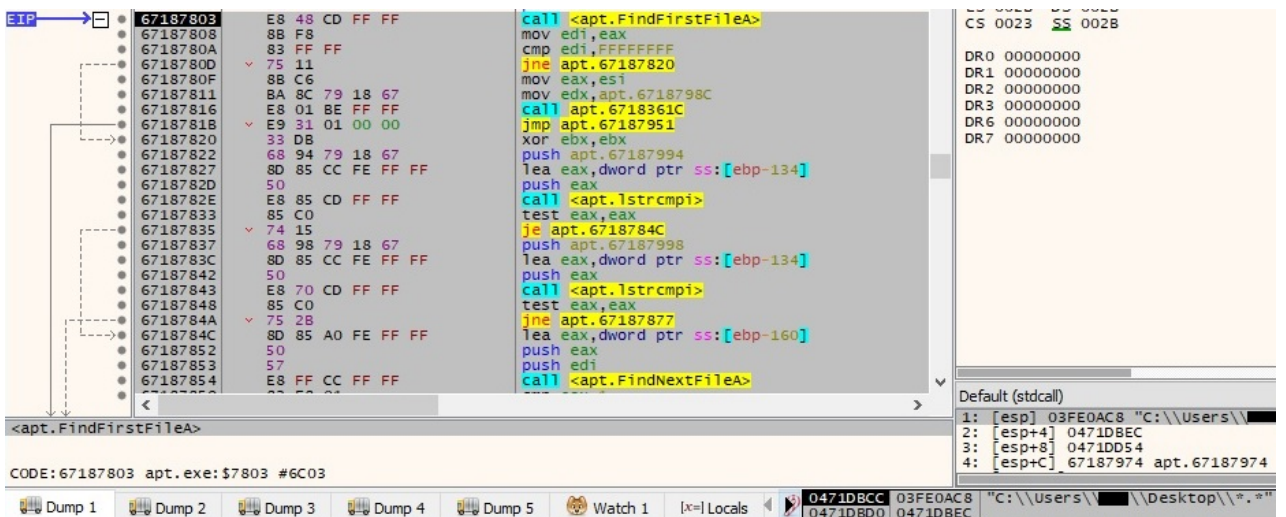 CS 0023 SS 002B
DR0 00000000
DR1 00000000
DR2 00000000
DR3 00000000
DR6 00000000
DR7 00000000
EIP
67187803 E8 48 CD FF FF call <apt.FindFirstFileA>
67187808 8B F8 mov edi,eax
6718780A 83 FF FF cmp edi,FFFFFFFF
6718780D 75 11 jne apt.67187820
6718780F 8B C6 mov eax,esi
67187811 BA 8C 79 18 67 mov edx,apt.6718798C
67187816 E8 01 BE FF FF call apt.6718361C
6718781B E9 31 01 00 00 jmp apt.67187951
67187820 33 DB xor ebx,ebx
67187822 68 94 79 18 67 push apt.67187994
67187827 8D 85 CC FE FF FF lea eax,dword ptr ss:[ebp-134]
6718782D 50 push eax
6718782E E8 85 CD FF FF call <apt.lstrcmpi>
67187833 85 C0 test eax,eax
67187835 74 15 je apt.6718784C
67187837 68 98 79 18 67 push apt.67187998
6718783C 8D 85 CC FE FF FF lea eax,dword ptr ss:[ebp-134]
67187842 50 push eax
67187843 E8 70 CD FF FF call <apt.lstrcmpi>
67187848 85 C0 test eax,eax
6718784A 75 2B jne apt.67187877
6718784C 8D 85 A0 FE FF FF lea eax,dword ptr ss:[ebp-160]
67187852 50 push eax
67187853 57 push edi
67187854 E8 FF CC FF FF call <apt.FindNextFileA>
<apt.FindFirstFileA>
CODE:67187803 apt.exe:$7803 #6C03
Default (stdcall)
1: [esp] 03FE0AC8 "C:\\Users\\
2: [esp+4] 0471DBEC
3: [esp+8] 0471DD54
4: [esp+C] 67187974 apt.67187974
Dump 1 Dump 2 Dump 3 Dump 4 Dump 5 Watch 1 [x=] Locals
0471DBCC 03FE0AC8 "C:\\Users\\ \\Desktop\\*.*"
0471DBD0 0471DBEC